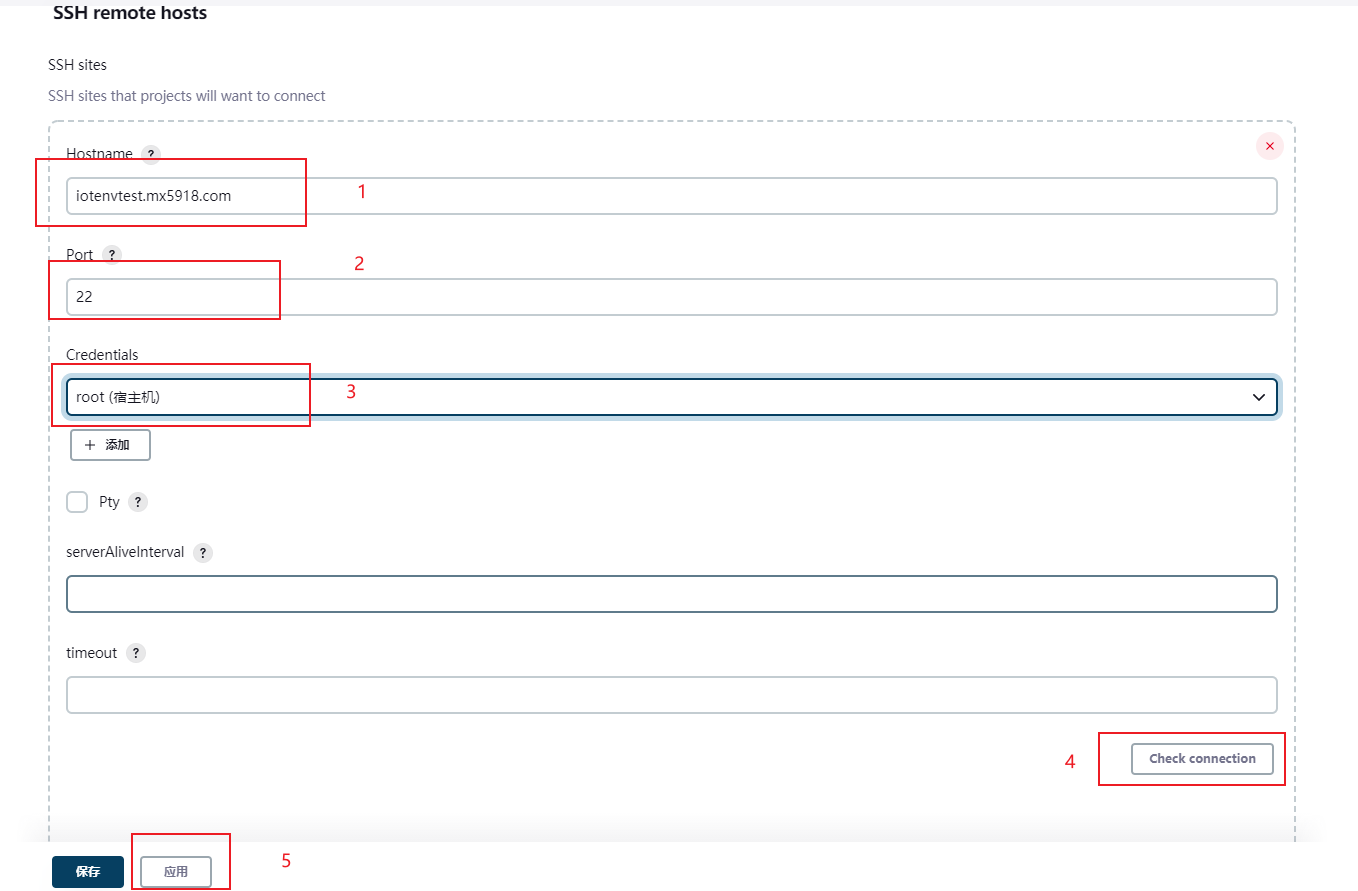 SSH remote hosts
SSH sites
SSH sites that projects will want to connect
Hostname ?
iotenvtest.mx5918.com
1
Port ?
2
22
Credentials
root (宿主机)
3
+ 添加
Pty ?
serverAliveInterval ?
timeout ?
4
Check connection
保存
应用
5